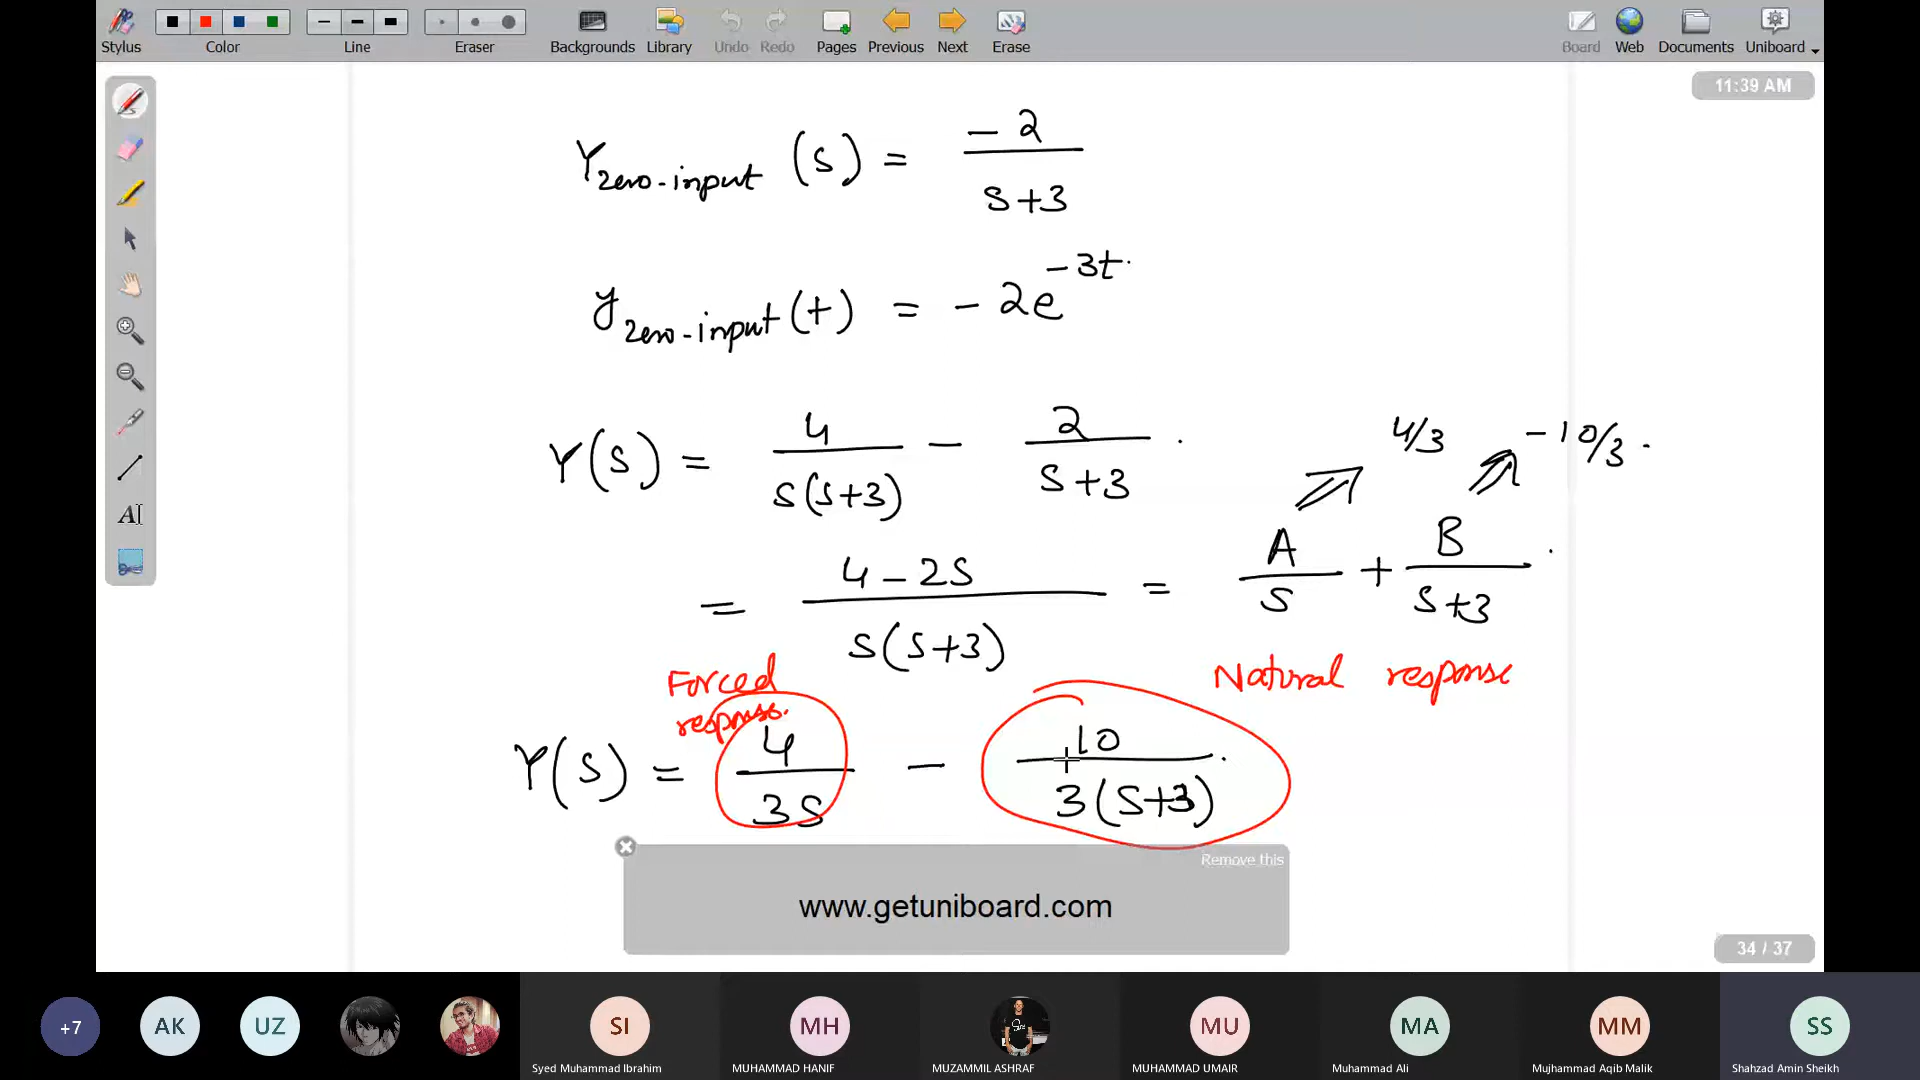 Stylus Color Line Eraser Backgrounds Library Undo Redo Pages Previous Next Erase Board Web Documents Uniboard
11:39 AM
Y zero-input (s) = -2 / s+3
y zero-input (t) = -2e^-3t
Y(s) = 4 / s(s+3) - 2 / s+3
4/3 -10/3
= 4-2s / s(s+3) = A / s + B / s+3
Forced response.
Natural response
Y(s) = 4 / 3s - 10 / 3(s+3)
Remove this
www.getuniboard.com
34 / 37
+7 AK UZ SI MH MU MA MM SS
Syed Muhammad Ibrahim MUHAMMAD HANIF MUZAMMIL ASHRAF MUHAMMAD UMAIR Muhammad Ali Mujhammad Aqib Malik Shahzad Amin Sheikh